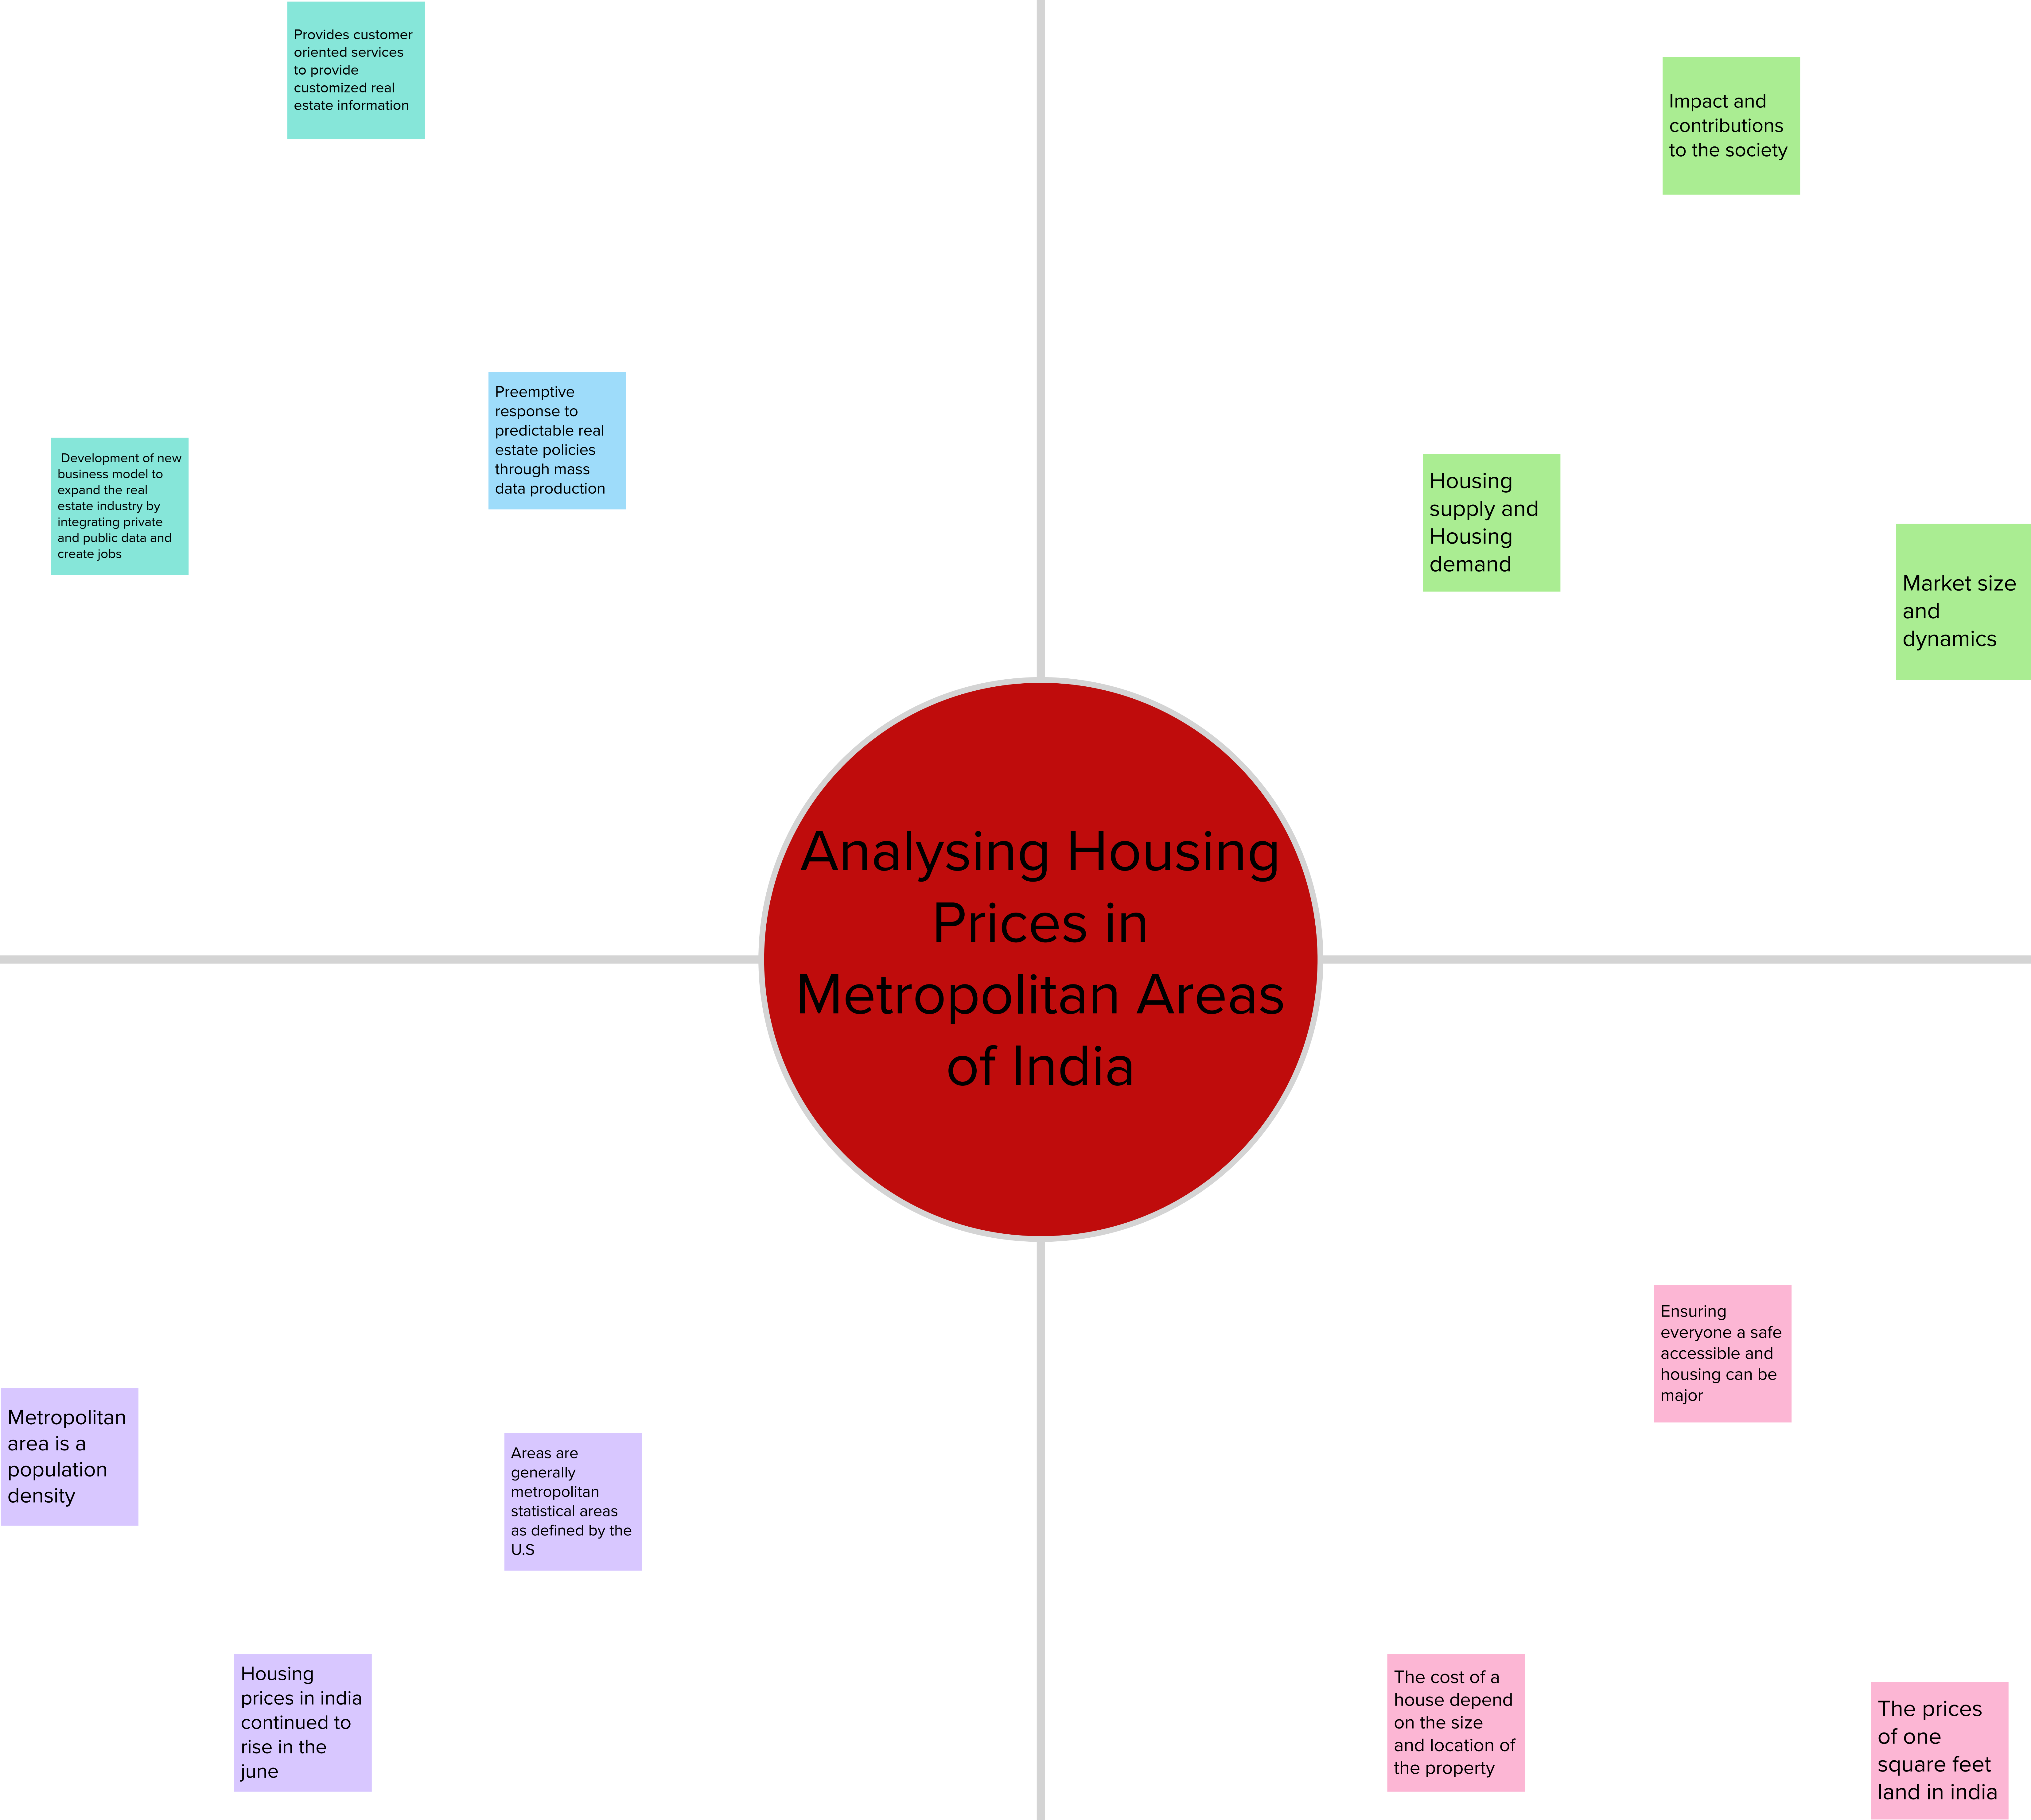 Provides customer
oriented services
to provide
customized real
estate information
Impact and
contributions
to the society
Preemptive
response to
predictable real
estate policies
through mass
data production
Development of new
business model to
expand the real
estate industry by
integrating private
and public data and
create jobs
Housing
supply and
Housing
demand
Market size
and
dynamics
Analysing Housing
Prices in
Metropolitan Areas
of India
Ensuring
everyone a safe
accessible and
housing can be
major
Metropolitan
area is a
population
density
Areas are
generally
metropolitan
statistical areas
as defined by the
U.S
Housing
prices in india
continued to
rise in the
june
The cost of a
house depend
on the size
and location of
the property
The prices
of one
square feet
land in india